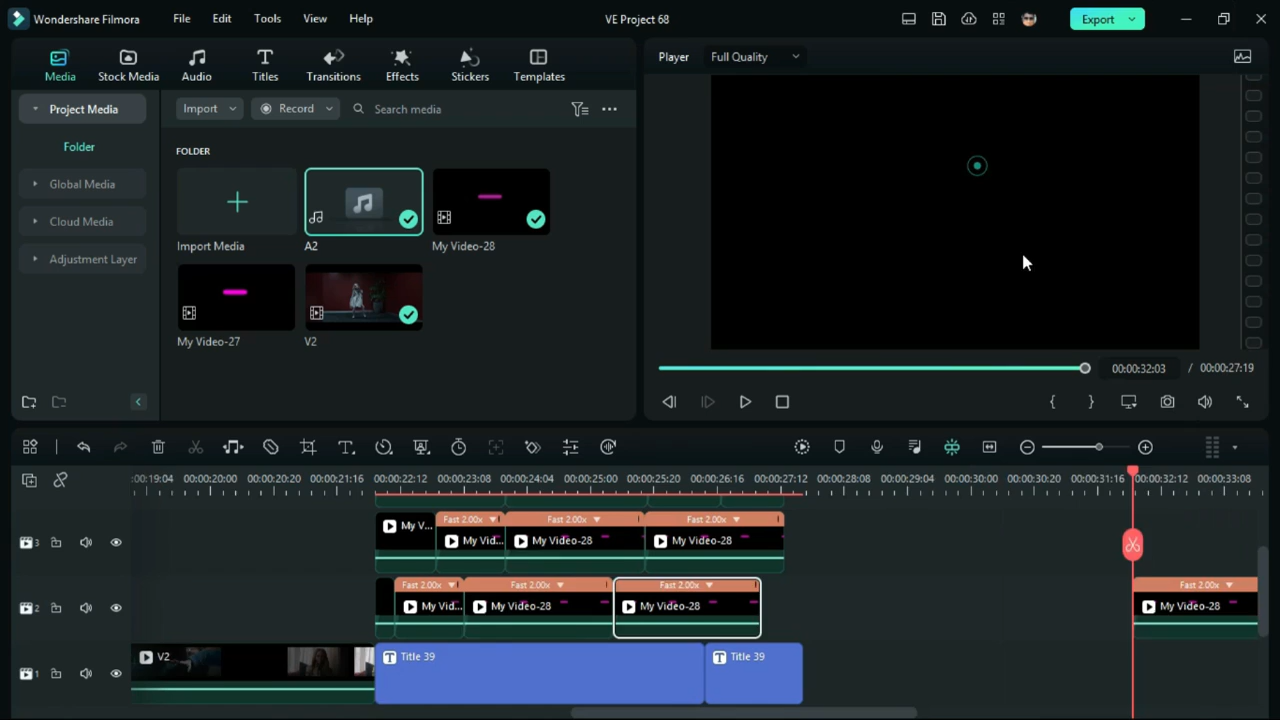 Wondershare Filmora File Edit Tools View Help VE Project 68 Export
Media Stock Media Audio Titles Transitions Effects Stickers Templates
Player Full Quality
Project Media Import Record Search media
Folder
FOLDER
Global Media
Cloud Media
Adjustment Layer
Import Media A2 My Video-28
My Video-27 V2
00:00:32:03 / 00:00:27:19
:00:19:04 00:00:20:00 00:00:20:20 00:00:21:16 00:00:22:12 00:00:23:08 00:00:24:04 00:00:25:00 00:00:25:20 00:00:26:16 00:00:27:12 00:00:28:08 00:00:29:04 00:00:30:00 00:00:30:20 00:00:31:16 00:00:32:12 00:00:33:08
Fast 2.00x Fast 2.00x Fast 2.00x
3 My V... My Vid... My Video-28 My Video-28
Fast 2.00x Fast 2.00x Fast 2.00x Fast 2.00x
2 My Vid... My Video-28 My Video-28 My Video-28
1 V2 Title 39 Title 39